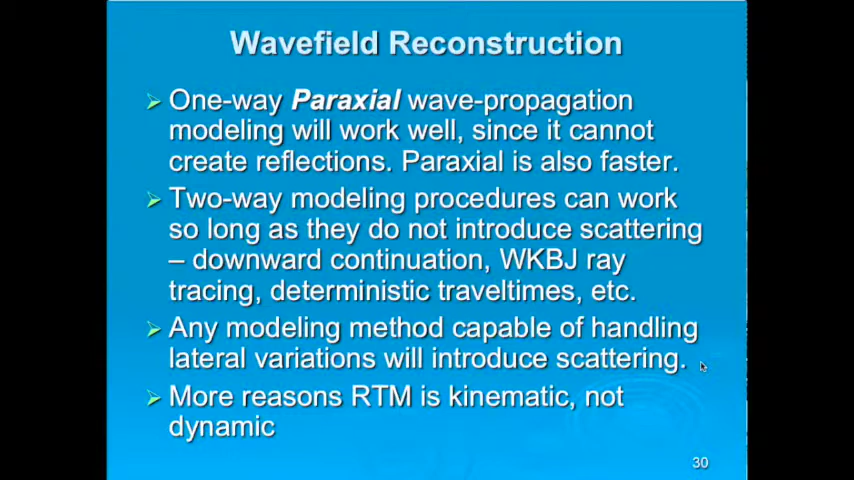 Wavefield Reconstruction
One-way Paraxial wave-propagation
modeling will work well, since it cannot
create reflections. Paraxial is also faster.
Two-way modeling procedures can work
so long as they do not introduce scattering
– downward continuation, WKBJ ray
tracing, deterministic traveltimes, etc.
Any modeling method capable of handling
lateral variations will introduce scattering.
More reasons RTM is kinematic, not
dynamic
30